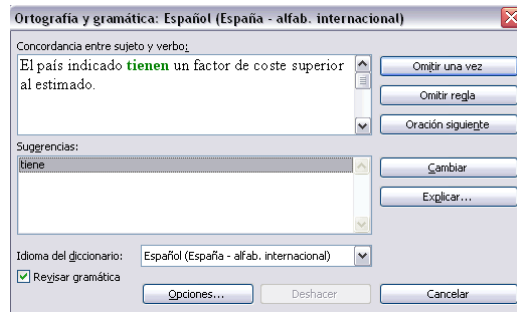 Ortografía y gramática: Español (España - alfab. internacional)
Concordancia entre sujeto y verbo:
El país indicado tienen un factor de coste superior
al estimado.
Omitir una vez
Omitir regla
Oración siguiente
Sugerencias:
tiene
Cambiar
Explicar...
Idioma del diccionario: Español (España - alfab. internacional)
Revisar gramática
Opciones... Deshacer Cancelar